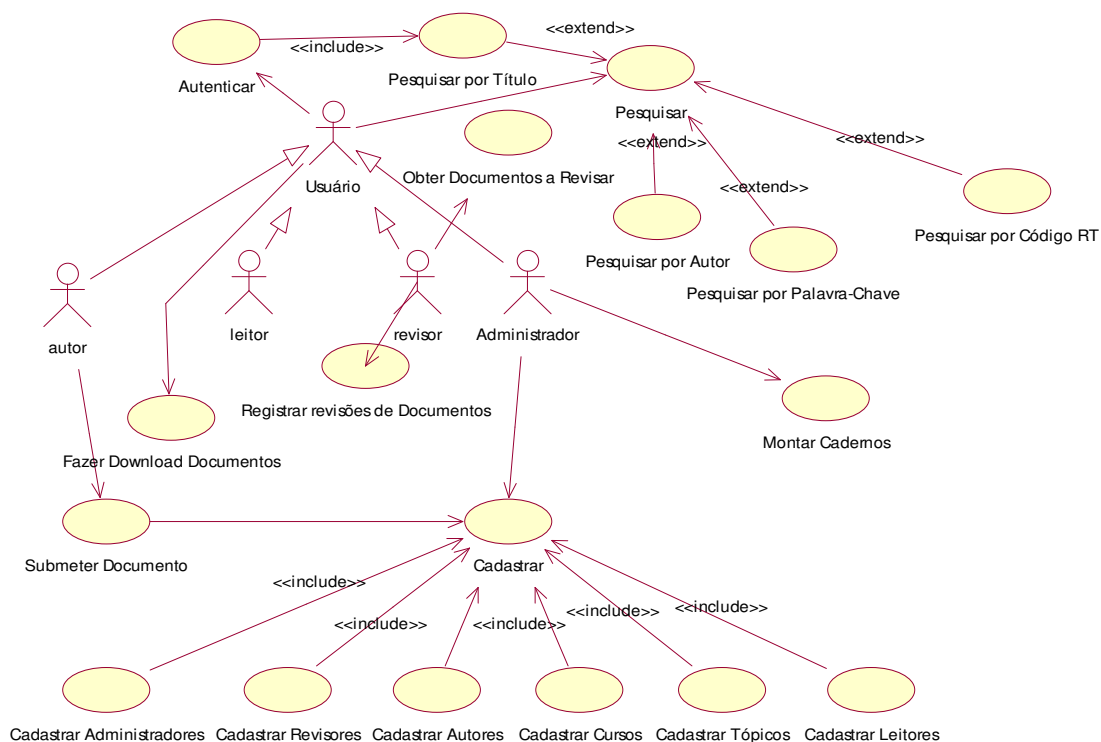 <<include>>
<<extend>>
Autenticar
Pesquisar por Título
Pesquisar
<<extend>>
<<extend>>
Usuário
Obter Documentos a Revisar
<<extend>>
Pesquisar por Código RT
Pesquisar por Autor
Pesquisar por Palavra-Chave
autor
leitor
revisor
Administrador
Registrar revisões de Documentos
Montar Cadernos
Fazer Download Documentos
Submeter Documento
Cadastrar
<<include>>
<<include>>
<<include>>
<<include>>
<<include>>
Cadastrar Administradores
Cadastrar Revisores
Cadastrar Autores
Cadastrar Cursos
Cadastrar Tópicos
Cadastrar Leitores